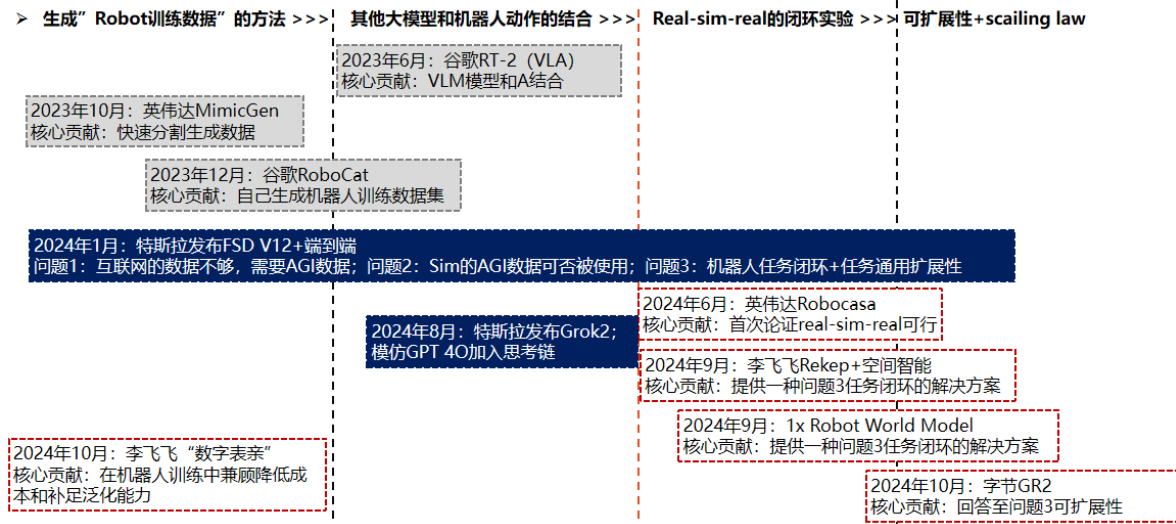 ➢ 生成”Robot训练数据”的方法 >>>
其他大模型和机器人动作的结合 >>>
Real-sim-real的闭环实验 >>>
可扩展性+scailing law
2023年6月：谷歌RT-2（VLA）
核心贡献：VLM模型和A结合
2023年10月：英伟达MimicGen
核心贡献：快速分割生成数据
2023年12月：谷歌RoboCat
核心贡献：自己生成机器人训练数据集
2024年1月：特斯拉发布FSD V12+端到端
问题1：互联网的数据不够，需要AGI数据；问题2：Sim的AGI数据可否被使用；问题3：机器人任务闭环+任务通用扩展性
2024年6月：英伟达Robocasa
核心贡献：首次论证real-sim-real可行
2024年8月：特斯拉发布Grok2；
模仿GPT 4O加入思考链
2024年9月：李飞飞Rekep+空间智能
核心贡献：提供一种问题3任务闭环的解决方案
2024年9月：1x Robot World Model
核心贡献：提供一种问题3任务闭环的解决方案
2024年10月：李飞飞“数字表亲”
核心贡献：在机器人训练中兼顾降低成
本和补足泛化能力
2024年10月：字节GR2
核心贡献：回答至问题3可扩展性